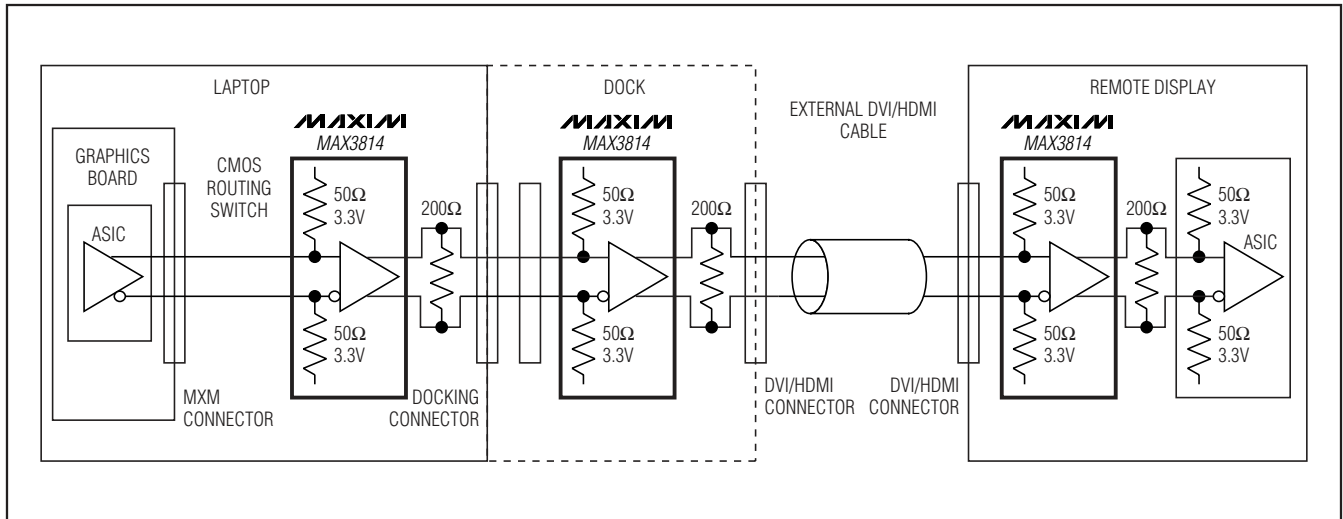 LAPTOP
DOCK
REMOTE DISPLAY
EXTERNAL DVI/HDMI
CABLE
MAXIM
MAX3814
MAXIM
MAX3814
MAXIM
MAX3814
GRAPHICS
BOARD
ASIC
CMOS
ROUTING
SWITCH
50Ω
3.3V
50Ω
3.3V
200Ω
50Ω
3.3V
50Ω
3.3V
200Ω
50Ω
3.3V
50Ω
3.3V
200Ω
50Ω
3.3V
ASIC
50Ω
3.3V
MXM
CONNECTOR
DOCKING
CONNECTOR
DVI/HDMI
CONNECTOR
DVI/HDMI
CONNECTOR